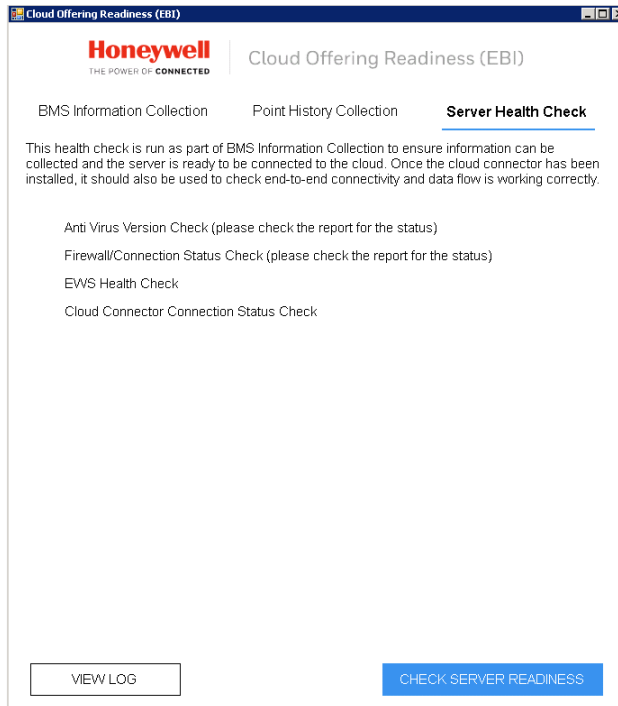 Cloud Offering Readiness (EBI)
Honeywell
THE POWER OF CONNECTED
Cloud Offering Readiness (EBI)
BMS Information Collection
Point History Collection
Server Health Check
This health check is run as part of BMS Information Collection to ensure information can be
collected and the server is ready to be connected to the cloud. Once the cloud connector has been
installed, it should also be used to check end-to-end connectivity and data flow is working correctly.
Anti Virus Version Check (please check the report for the status)
Firewall/Connection Status Check (please check the report for the status)
EWS Health Check
Cloud Connector Connection Status Check
VIEW LOG
CHECK SERVER READINESS